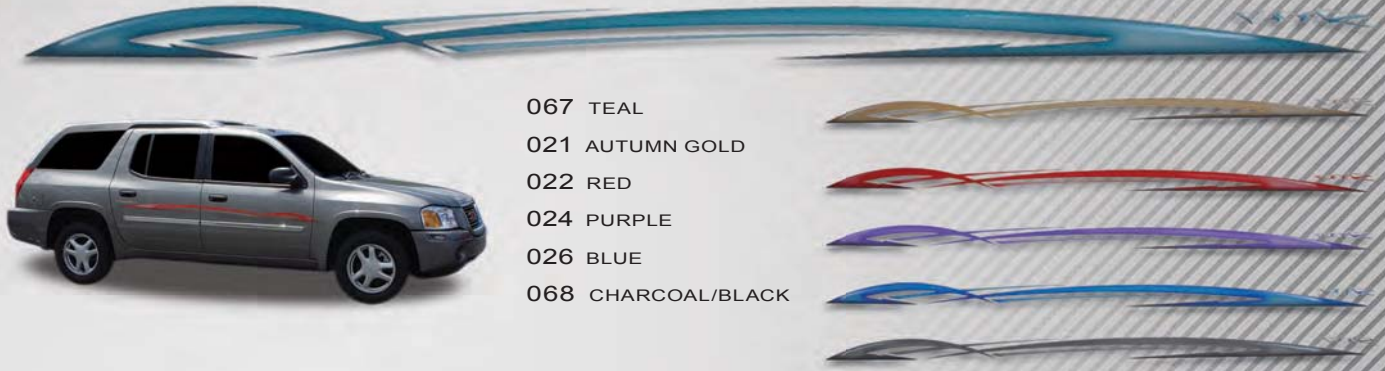 067 TEAL
021 AUTUMN GOLD
022 RED
024 PURPLE
026 BLUE
068 CHARCOAL/BLACK